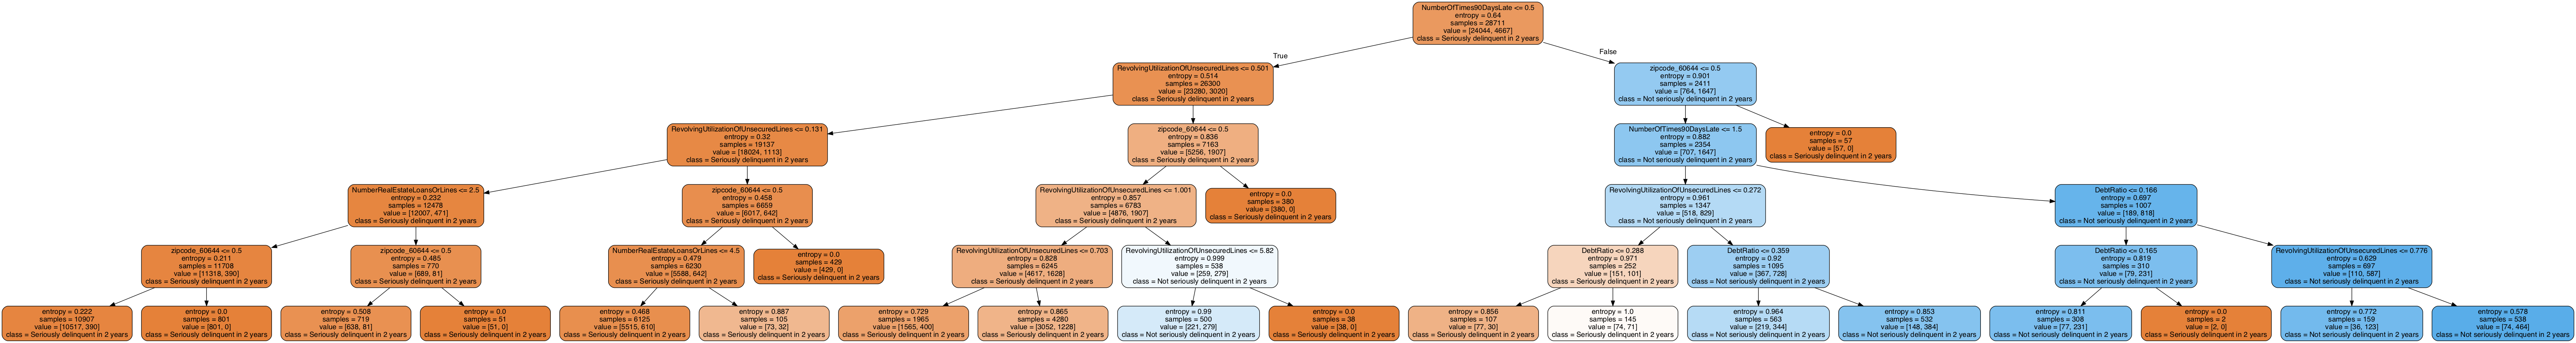 NumberOfTimes90DaysLate <= 0.5
entropy = 0.64
samples = 28711
value = [24044, 4667]
class = Seriously delinquent in 2 years
True
False
RevolvingUtilizationOfUnsecuredLines <= 0.501
entropy = 0.514
samples = 26300
value = [23280, 3020]
class = Seriously delinquent in 2 years
zipcode_60644 <= 0.5
entropy = 0.901
samples = 2411
value = [764, 1647]
class = Not seriously delinquent in 2 years
RevolvingUtilizationOfUnsecuredLines <= 0.131
entropy = 0.32
samples = 19137
value = [18024, 1113]
class = Seriously delinquent in 2 years
zipcode_60644 <= 0.5
entropy = 0.836
samples = 7163
value = [5256, 1907]
class = Seriously delinquent in 2 years
NumberOfTimes90DaysLate <= 1.5
entropy = 0.882
samples = 2354
value = [707, 1647]
class = Not seriously delinquent in 2 years
entropy = 0.0
samples = 57
value = [57, 0]
class = Seriously delinquent in 2 years
NumberRealEstateLoansOrLines <= 2.5
entropy = 0.232
samples = 12478
value = [12007, 471]
class = Seriously delinquent in 2 years
zipcode_60644 <= 0.5
entropy = 0.458
samples = 6659
value = [6017, 642]
class = Seriously delinquent in 2 years
RevolvingUtilizationOfUnsecuredLines <= 1.001
entropy = 0.857
samples = 6783
value = [4876, 1907]
class = Seriously delinquent in 2 years
entropy = 0.0
samples = 380
value = [380, 0]
class = Seriously delinquent in 2 years
RevolvingUtilizationOfUnsecuredLines <= 0.272
entropy = 0.961
samples = 1347
value = [518, 829]
class = Not seriously delinquent in 2 years
DebtRatio <= 0.166
entropy = 0.697
samples = 1007
value = [189, 818]
class = Not seriously delinquent in 2 years
zipcode_60644 <= 0.5
entropy = 0.211
samples = 11708
value = [11318, 390]
class = Seriously delinquent in 2 years
zipcode_60644 <= 0.5
entropy = 0.485
samples = 770
value = [689, 81]
class = Seriously delinquent in 2 years
NumberRealEstateLoansOrLines <= 4.5
entropy = 0.479
samples = 6230
value = [5588, 642]
class = Seriously delinquent in 2 years
entropy = 0.0
samples = 429
value = [429, 0]
class = Seriously delinquent in 2 years
RevolvingUtilizationOfUnsecuredLines <= 0.703
entropy = 0.828
samples = 6245
value = [4617, 1628]
class = Seriously delinquent in 2 years
RevolvingUtilizationOfUnsecuredLines <= 5.82
entropy = 0.999
samples = 538
value = [259, 279]
class = Not seriously delinquent in 2 years
DebtRatio <= 0.288
entropy = 0.971
samples = 252
value = [151, 101]
class = Seriously delinquent in 2 years
DebtRatio <= 0.359
entropy = 0.92
samples = 1095
value = [367, 728]
class = Not seriously delinquent in 2 years
DebtRatio <= 0.165
entropy = 0.819
samples = 310
value = [79, 231]
class = Not seriously delinquent in 2 years
RevolvingUtilizationOfUnsecuredLines <= 0.776
entropy = 0.629
samples = 697
value = [110, 587]
class = Not seriously delinquent in 2 years
entropy = 0.222
samples = 10907
value = [10517, 390]
class = Seriously delinquent in 2 years
entropy = 0.0
samples = 801
value = [801, 0]
class = Seriously delinquent in 2 years
entropy = 0.508
samples = 719
value = [638, 81]
class = Seriously delinquent in 2 years
entropy = 0.0
samples = 51
value = [51, 0]
class = Seriously delinquent in 2 years
entropy = 0.468
samples = 6125
value = [5515, 610]
class = Seriously delinquent in 2 years
entropy = 0.887
samples = 105
value = [73, 32]
class = Seriously delinquent in 2 years
entropy = 0.729
samples = 1965
value = [1565, 400]
class = Seriously delinquent in 2 years
entropy = 0.865
samples = 4280
value = [3052, 1228]
class = Seriously delinquent in 2 years
entropy = 0.99
samples = 500
value = [221, 279]
class = Not seriously delinquent in 2 years
entropy = 0.0
samples = 38
value = [38, 0]
class = Seriously delinquent in 2 years
entropy = 0.856
samples = 107
value = [77, 30]
class = Seriously delinquent in 2 years
entropy = 1.0
samples = 145
value = [74, 71]
class = Seriously delinquent in 2 years
entropy = 0.964
samples = 563
value = [219, 344]
class = Not seriously delinquent in 2 years
entropy = 0.853
samples = 532
value = [148, 384]
class = Not seriously delinquent in 2 years
entropy = 0.811
samples = 308
value = [77, 231]
class = Not seriously delinquent in 2 years
entropy = 0.0
samples = 2
value = [2, 0]
class = Seriously delinquent in 2 years
entropy = 0.772
samples = 159
value = [36, 123]
class = Not seriously delinquent in 2 years
entropy = 0.578
samples = 538
value = [74, 464]
class = Not seriously delinquent in 2 years